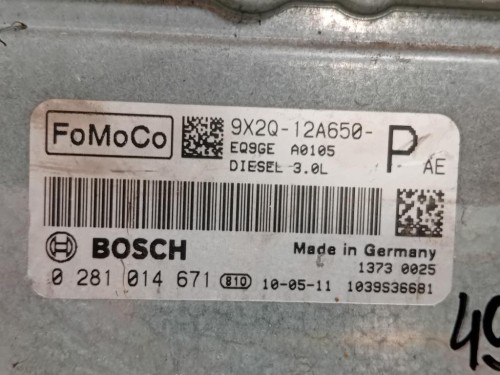 FoMoCo
9X2Q-12A650- P AE
EQ9GE A0105
DIESEL 3.0L
BOSCH
Made in Germany
1373 0025
0 281 014 671 810 10-05-11 1039S36681
49